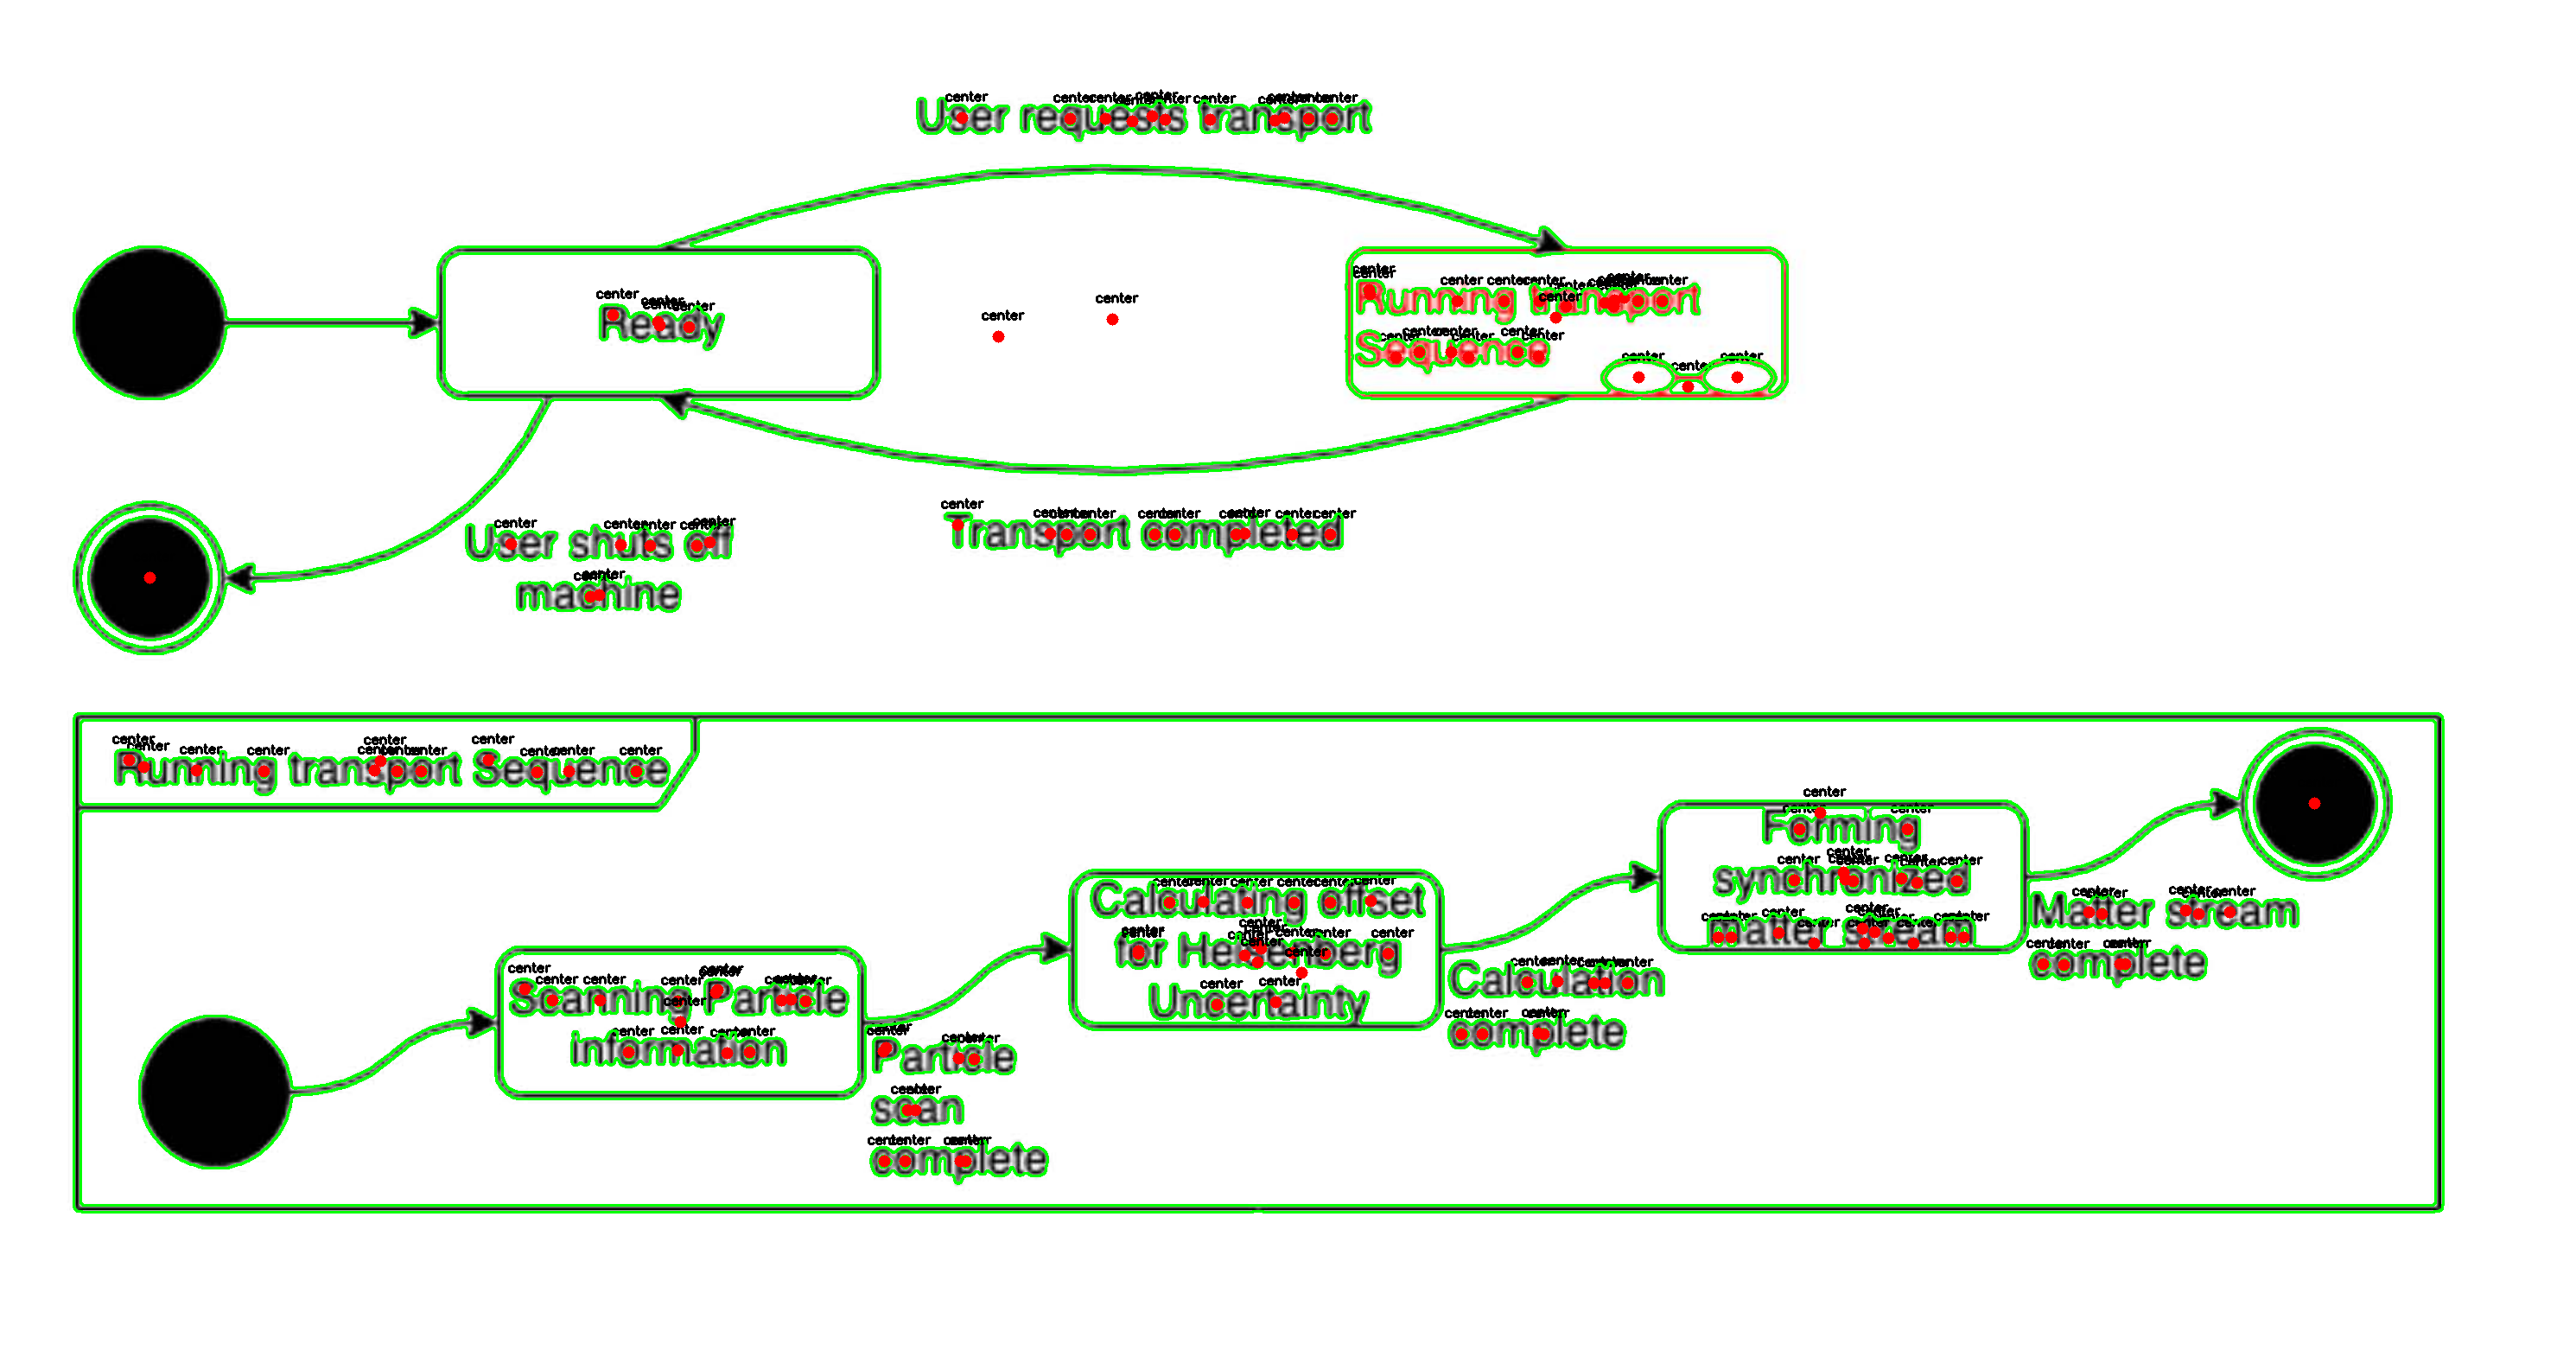 User requests transport
Ready
Running transport
Sequence
User shuts off
machine
Transport completed
Running transport Sequence
Scanning Particle
information
Particle
scan
complete
Calculating offset
for Heisenberg
Uncertainty
Calculation
complete
Forming
synchronized
matter stream
Matter stream
complete